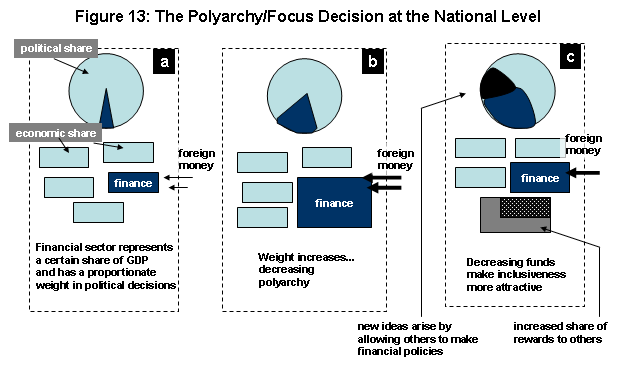 Figure 13: The Polyarchy/Focus Decision at the National Level
political share
a
economic share
foreign
money
finance
Financial sector represents
a certain share of GDP
and has a proportionate
weight in political decisions
b
foreign
money
finance
Weight increases...
decreasing
polyarchy
c
foreign
money
finance
Decreasing funds
make inclusiveness
more attractive
new ideas arise by
allowing others to make
financial policies
increased share of
rewards to others